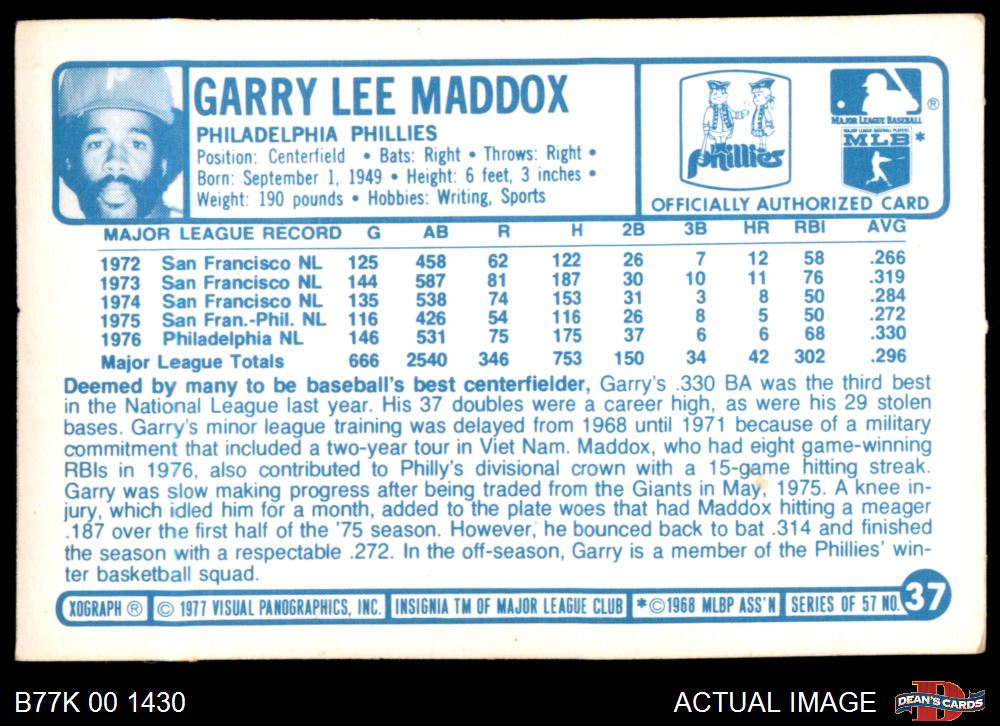 GARRY LEE MADDOX
PHILADELPHIA PHILLIES
Position: Centerfield • Bats: Right • Throws: Right •
Born: September 1, 1949 • Height: 6 feet, 3 inches •
Weight: 190 pounds • Hobbies: Writing, Sports
P
Phillies
MAJOR LEAGUE BASEBALL ®
MAJOR LEAGUE BASEBALL PLAYERS
MLB *
OFFICIALLY AUTHORIZED CARD
MAJOR LEAGUE RECORD G AB R H 2B 3B HR RBI AVG
1972 San Francisco NL 125 458 62 122 26 7 12 58 .266
1973 San Francisco NL 144 587 81 187 30 10 11 76 .319
1974 San Francisco NL 135 538 74 153 31 3 8 50 .284
1975 San Fran.-Phil. NL 116 426 54 116 26 8 5 50 .272
1976 Philadelphia NL 146 531 75 175 37 6 6 68 .330
Major League Totals 666 2540 346 753 150 34 42 302 .296
Deemed by many to be baseball's best centerfielder, Garry's .330 BA was the third best
in the National League last year. His 37 doubles were a career high, as were his 29 stolen
bases. Garry's minor league training was delayed from 1968 until 1971 because of a military
commitment that included a two-year tour in Viet Nam. Maddox, who had eight game-winning
RBIs in 1976, also contributed to Philly's divisional crown with a 15-game hitting streak.
Garry was slow making progress after being traded from the Giants in May, 1975. A knee in-
jury, which idled him for a month, added to the plate woes that had Maddox hitting a meager
.187 over the first half of the '75 season. However, he bounced back to bat .314 and finished
the season with a respectable .272. In the off-season, Garry is a member of the Phillies' win-
ter basketball squad.
XOGRAPH ® © 1977 VISUAL PANOGRAPHICS, INC. INSIGNIA TM OF MAJOR LEAGUE CLUB *©1968 MLBP ASS'N SERIES OF 57 NO. 37
B77K 00 1430 ACTUAL IMAGE D DEAN'S CARDS